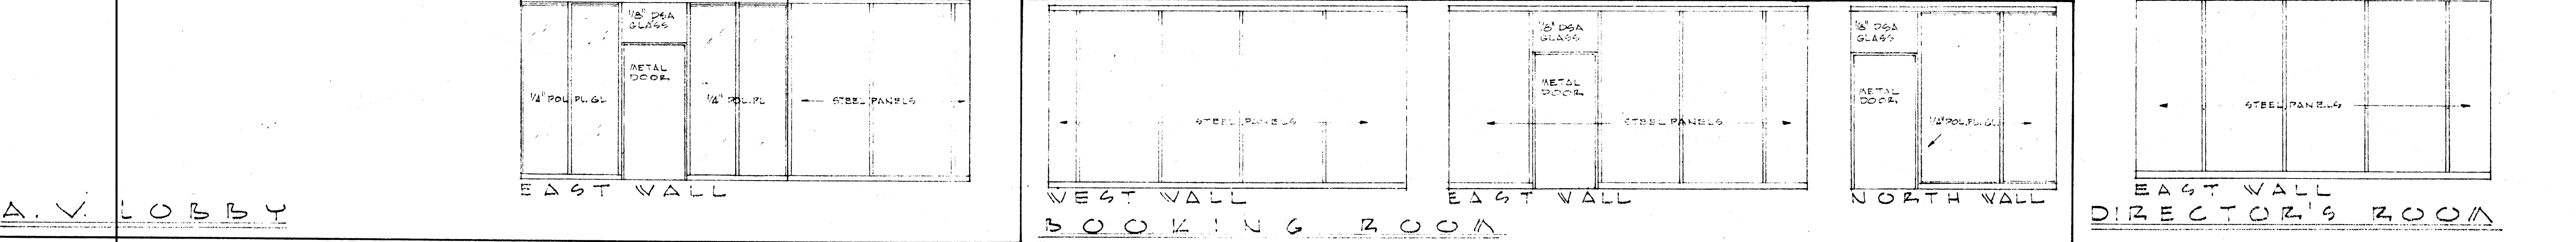 1/8" DSA
GLASS
METAL
DOOR
1/4" POL. PL. GL
1/4" POL. PL
STEEL PANELS
EAST WALL
A. V. LOBBY
STEEL PANELS
WEST WALL
1/8" DSA
GLASS
METAL
DOOR
STEEL PANELS
EAST WALL
1/8" DSA
GLASS
METAL
DOOR
1/4" POL. PL. GL.
NORTH WALL
BOOKING ROOM
STEEL PANELS
EAST WALL
DIRECTOR'S ROOM